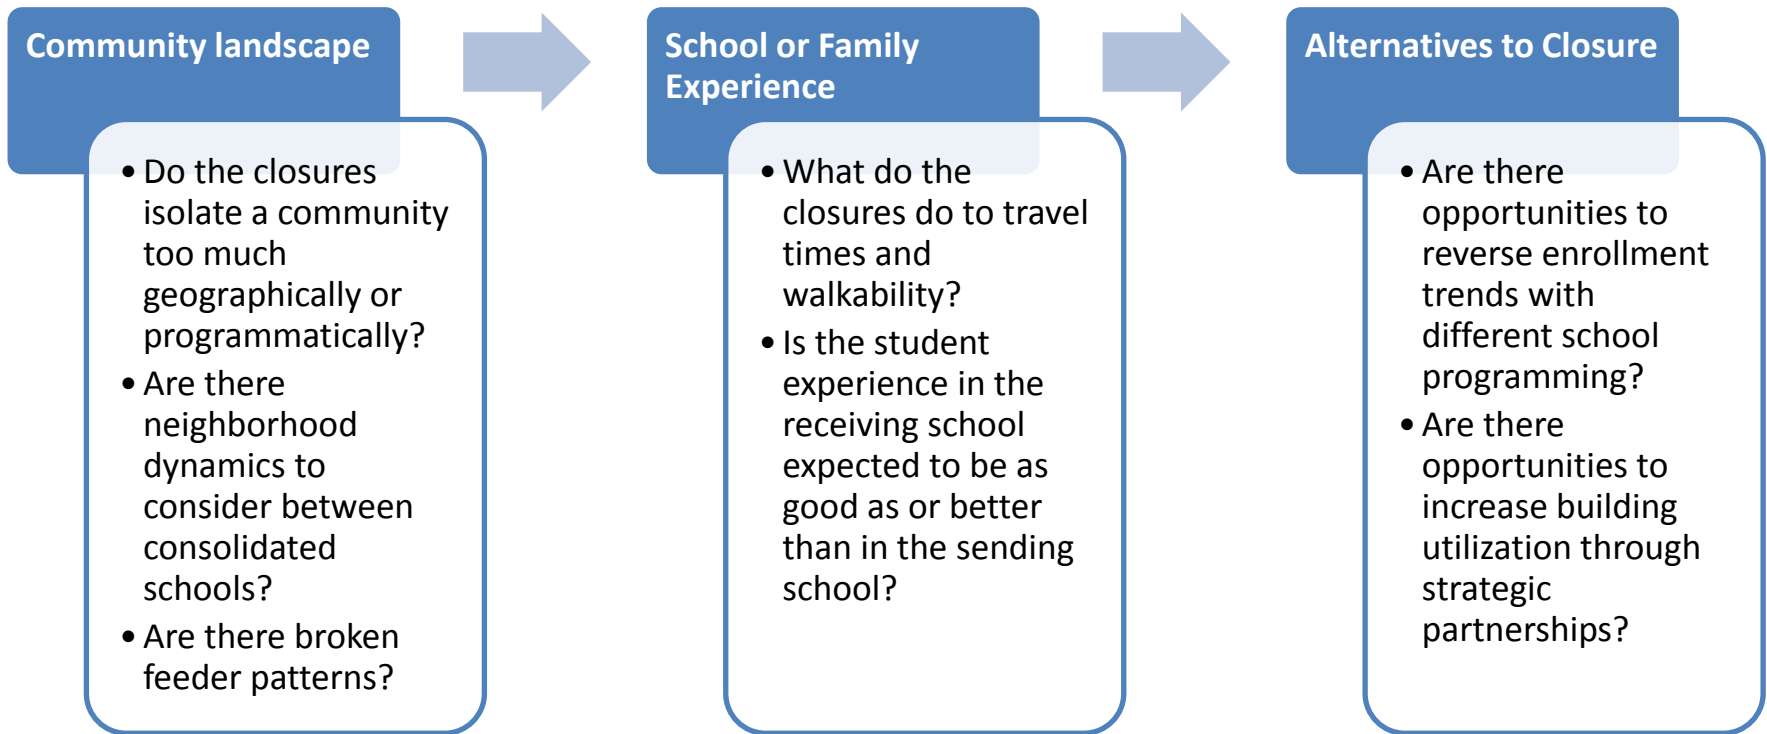 Community landscape
• Do the closures
isolate a community
too much
geographically or
programmatically?
• Are there
neighborhood
dynamics to
consider between
consolidated
schools?
• Are there broken
feeder patterns?
School or Family
Experience
• What do the
closures do to travel
times and
walkability?
• Is the student
experience in the
receiving school
expected to be as
good as or better
than in the sending
school?
Alternatives to Closure
• Are there
opportunities to
reverse enrollment
trends with
different school
programming?
• Are there
opportunities to
increase building
utilization through
strategic
partnerships?